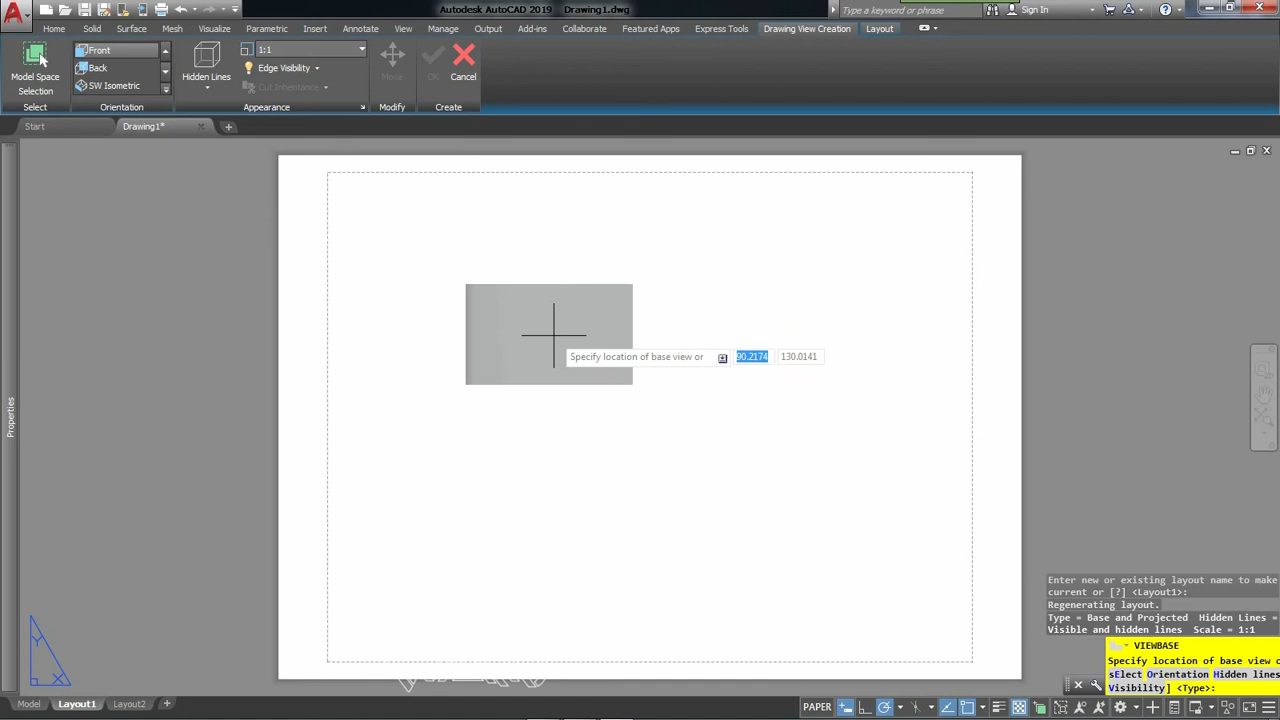 Autodesk AutoCAD 2019 Drawing1.dwg
Type a keyword or phrase
Sign In
Home Solid Surface Mesh Visualize Parametric Insert Annotate View Manage Output Add-ins Collaborate Featured Apps Express Tools Drawing View Creation Layout
Model Space
Selection
Select
Front
Back
SW Isometric
Orientation
Hidden Lines
1:1
Edge Visibility
Cut Inheritance
Appearance
Move
Modify
OK
Cancel
Create
Start
Drawing1*
Properties
Specify location of base view or 90.2174 130.0141
Enter new or existing layout name to make
current or [?] <Layout1>:
Regenerating layout.
Type = Base and Projected Hidden Lines =
Visible and hidden lines Scale = 1:1
VIEWBASE
Specify location of base view o
sElect Orientation Hidden lines
Visibility] <Type>:
Y
X
Model Layout1 Layout2 +
PAPER